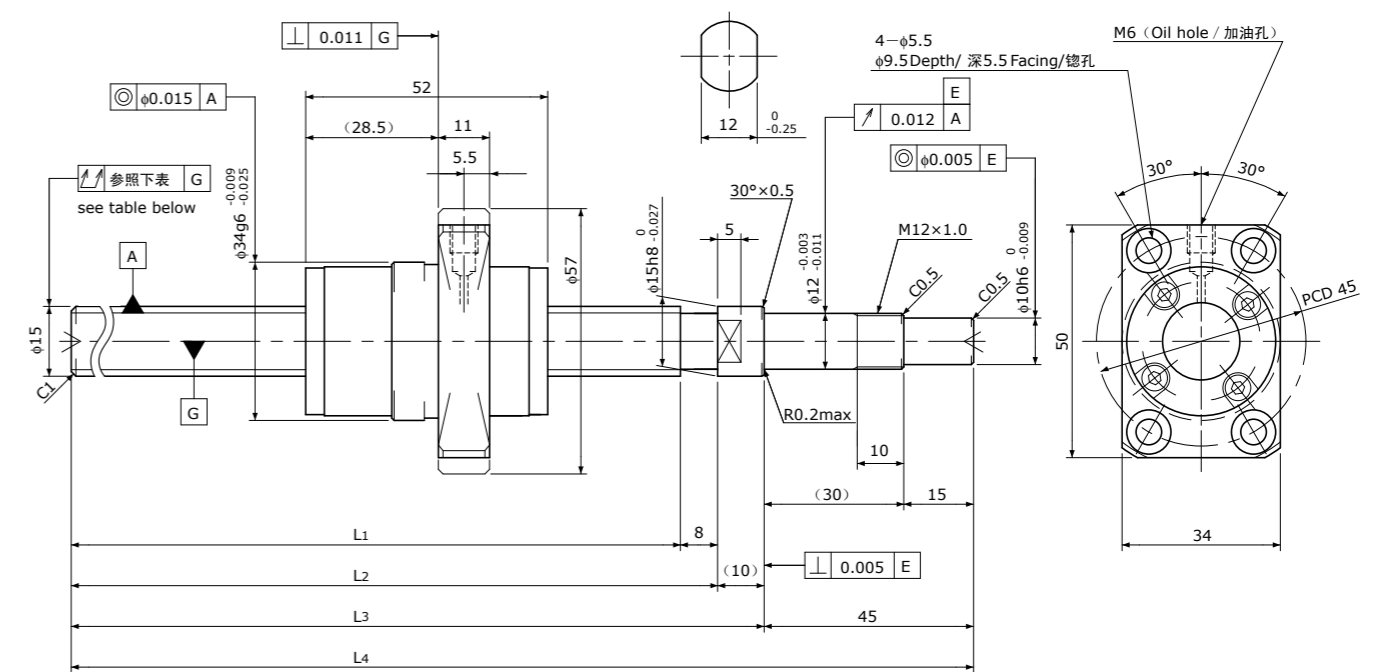 ⊥ 0.011 G
◎ φ0.015 A
参照下表 G
see table below
A
G
52
(28.5)
11
5.5
φ34g6 -0.009 -0.025
φ57
φ15
C1
12 0 -0.25
4-φ5.5
φ9.5Depth/ 深5.5 Facing/锪孔
E
↗ 0.012 A
◎ φ0.005 E
30°×0.5
5
φ15h8 0 -0.027
φ12 -0.003 -0.011
M12×1.0
C0.5
C0.5
φ10h6 0 -0.009
R0.2max
10
(30)
15
L1
8
L2
(10)
⊥ 0.005 E
L3
45
L4
M6（Oil hole / 加油孔）
30°
30°
PCD 45
50
34